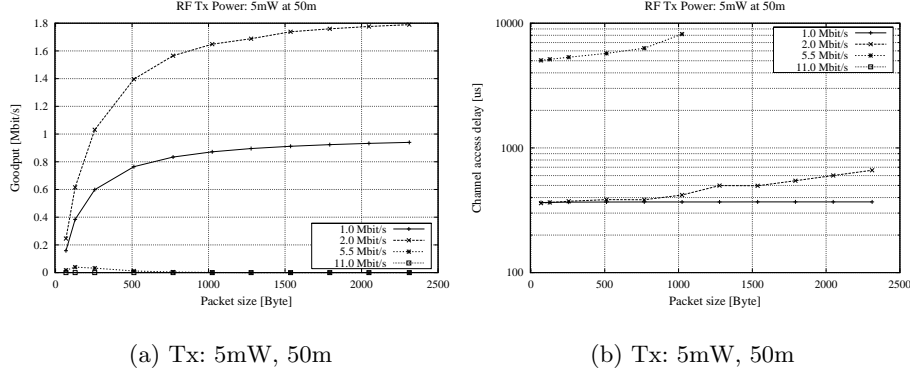 RF Tx Power: 5mW at 50m
1.8
1.6
1.4
1.2
1
0.8
0.6
0.4
0.2
0
Goodput [Mbit/s]
1.0 Mbit/s
2.0 Mbit/s
5.5 Mbit/s
11.0 Mbit/s
0 500 1000 1500 2000 2500
Packet size [Byte]
(a) Tx: 5mW, 50m
RF Tx Power: 5mW at 50m
10000
1000
100
Channel access delay [us]
1.0 Mbit/s
2.0 Mbit/s
5.5 Mbit/s
11.0 Mbit/s
0 500 1000 1500 2000 2500
Packet size [Byte]
(b) Tx: 5mW, 50m